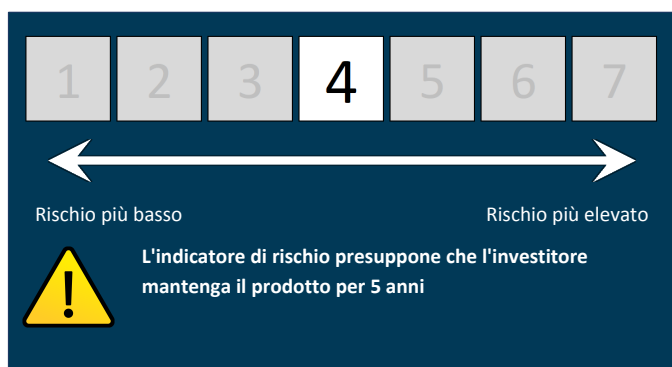 1 2 3 4 5 6 7
Rischio più basso Rischio più elevato
L'indicatore di rischio presuppone che l'investitore
mantenga il prodotto per 5 anni